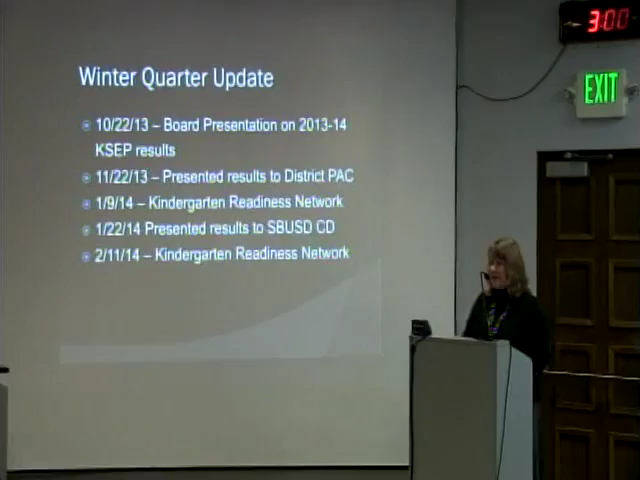 3:00
EXIT
Winter Quarter Update
10/22/13 – Board Presentation on 2013-14
KSEP results
11/22/13 – Presented results to District PAC
1/9/14 – Kindergarten Readiness Network
1/22/14 Presented results to SBUSD CD
2/11/14 – Kindergarten Readiness Network